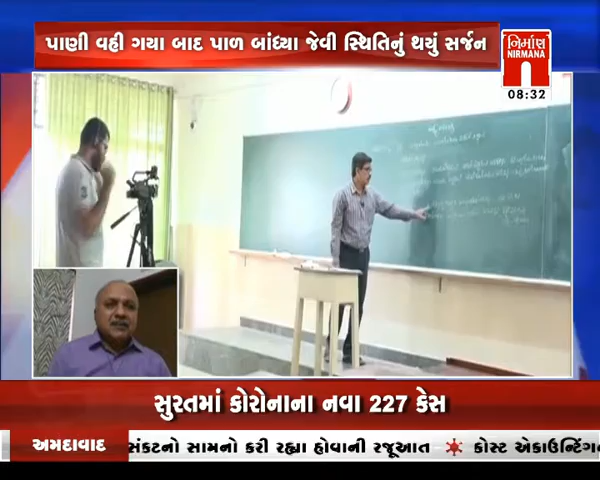 પાણી વહી ગયા બાદ પાળ બાંધ્યા જેવી સ્થિતિનું થયું સર્જન
નિર્માણ
NIRMANA
08:32
સુરતમાં કોરોનાના નવા 227 કેસ
અમદાવાદ
સંકટનો સામનો કરી રહ્યા હોવાની રજૂઆત
કોસ્ટ એકાઉન્ટિંગ